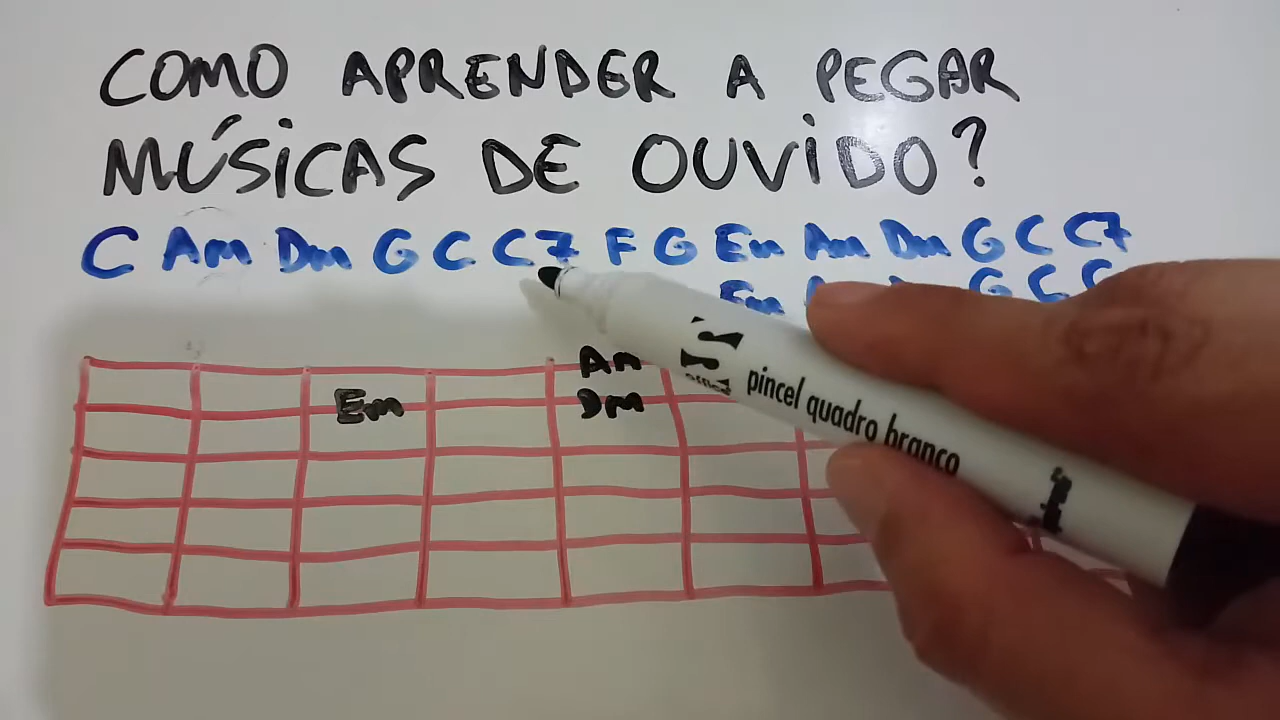 COMO APRENDER A PEGAR
MÚSICAS DE OUVIDO?
C Am Dm G C C7 F G Em Am Dm G C C7
Em G C
Am
Em Dm
pincel quadro branco